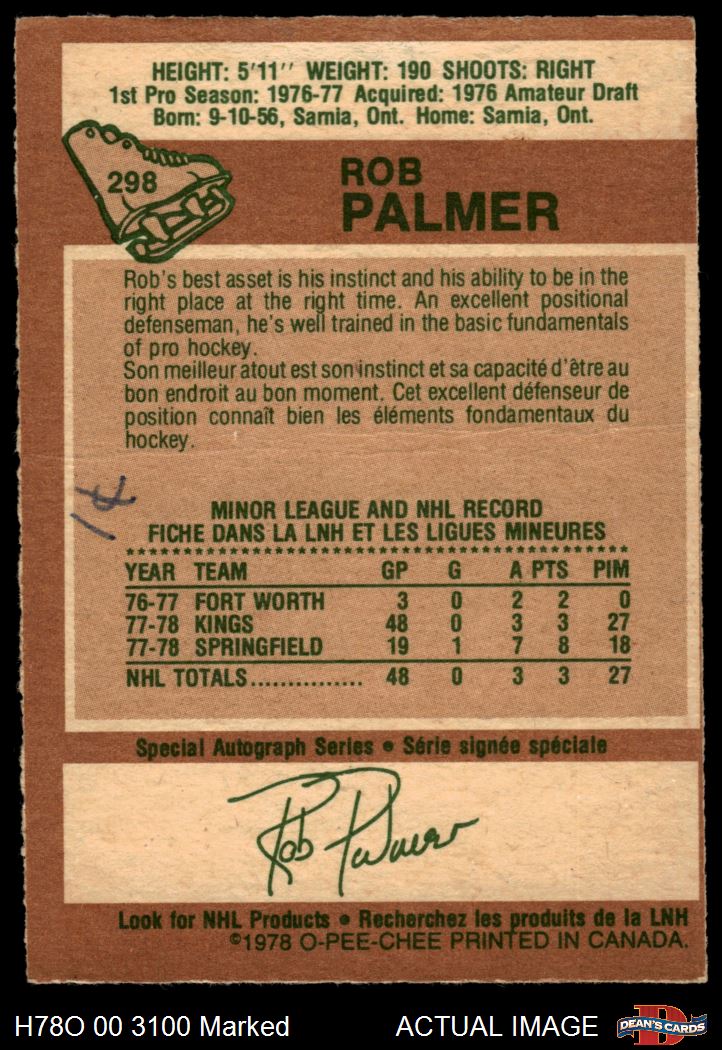 HEIGHT: 5'11'' WEIGHT: 190 SHOOTS: RIGHT
1st Pro Season: 1976-77 Acquired: 1976 Amateur Draft
Born: 9-10-56, Sarnia, Ont. Home: Sarnia, Ont.
298
ROB
PALMER
Rob's best asset is his instinct and his ability to be in the
right place at the right time. An excellent positional
defenseman, he's well trained in the basic fundamentals
of pro hockey.
Son meilleur atout est son instinct et sa capacité d'être au
bon endroit au bon moment. Cet excellent défenseur de
position connaît bien les éléments fondamentaux du
hockey.
1¢
MINOR LEAGUE AND NHL RECORD
FICHE DANS LA LNH ET LES LIGUES MINEURES
YEAR TEAM GP G A PTS PIM
76-77 FORT WORTH 3 0 2 2 0
77-78 KINGS 48 0 3 3 27
77-78 SPRINGFIELD 19 1 7 8 18
NHL TOTALS............... 48 0 3 3 27
Special Autograph Series • Série signée spéciale
Rob Palmer
Look for NHL Products • Recherchez les produits de la LNH
©1978 O-PEE-CHEE PRINTED IN CANADA.
H78O 00 3100 Marked ACTUAL IMAGE DEAN'S CARDS